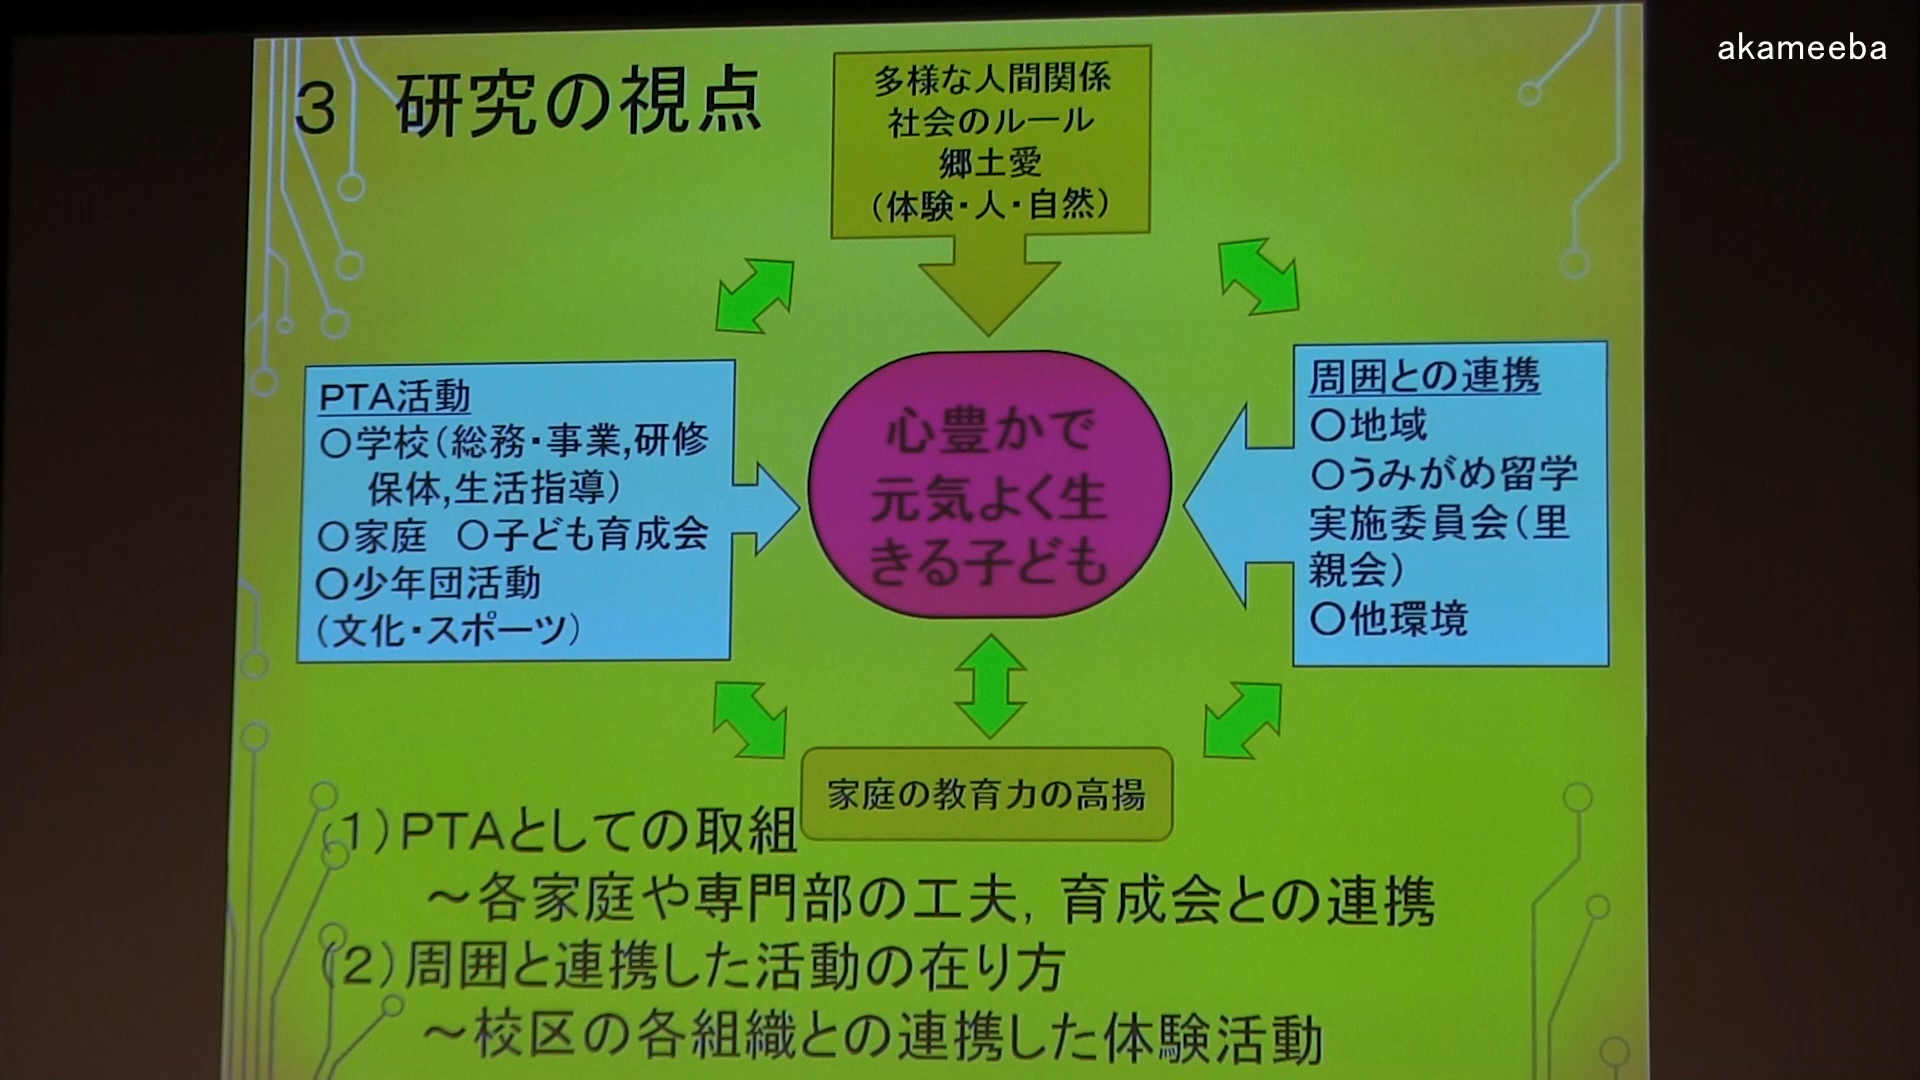 akameeba
3 研究の視点
多様な人間関係
社会のルール
郷土愛
(体験・人・自然)
PTA活動
○学校(総務・事業,研修
保体,生活指導)
○家庭 ○子ども育成会
○少年団活動
(文化・スポーツ)
心豊かで
元気よく生
きる子ども
周囲との連携
○地域
○うみがめ留学
実施委員会(里
親会)
○他環境
家庭の教育力の高揚
(1)PTAとしての取組
～各家庭や専門部の工夫,育成会との連携
(2)周囲と連携した活動の在り方
～校区の各組織との連携した体験活動